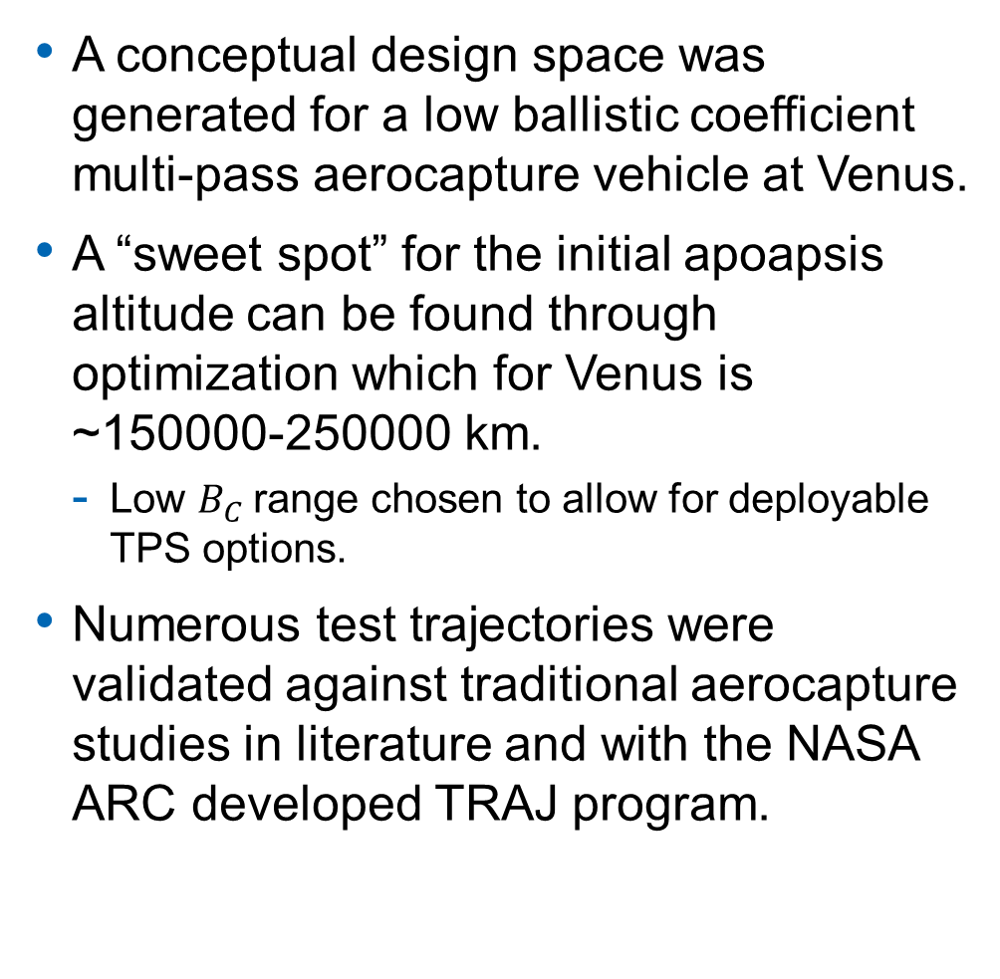 • A conceptual design space was
generated for a low ballistic coefficient
multi-pass aerocapture vehicle at Venus.
• A “sweet spot” for the initial apoapsis
altitude can be found through
optimization which for Venus is
~150000-250000 km.
- Low 𝐵𝐶 range chosen to allow for deployable
TPS options.
• Numerous test trajectories were
validated against traditional aerocapture
studies in literature and with the NASA
ARC developed TRAJ program.